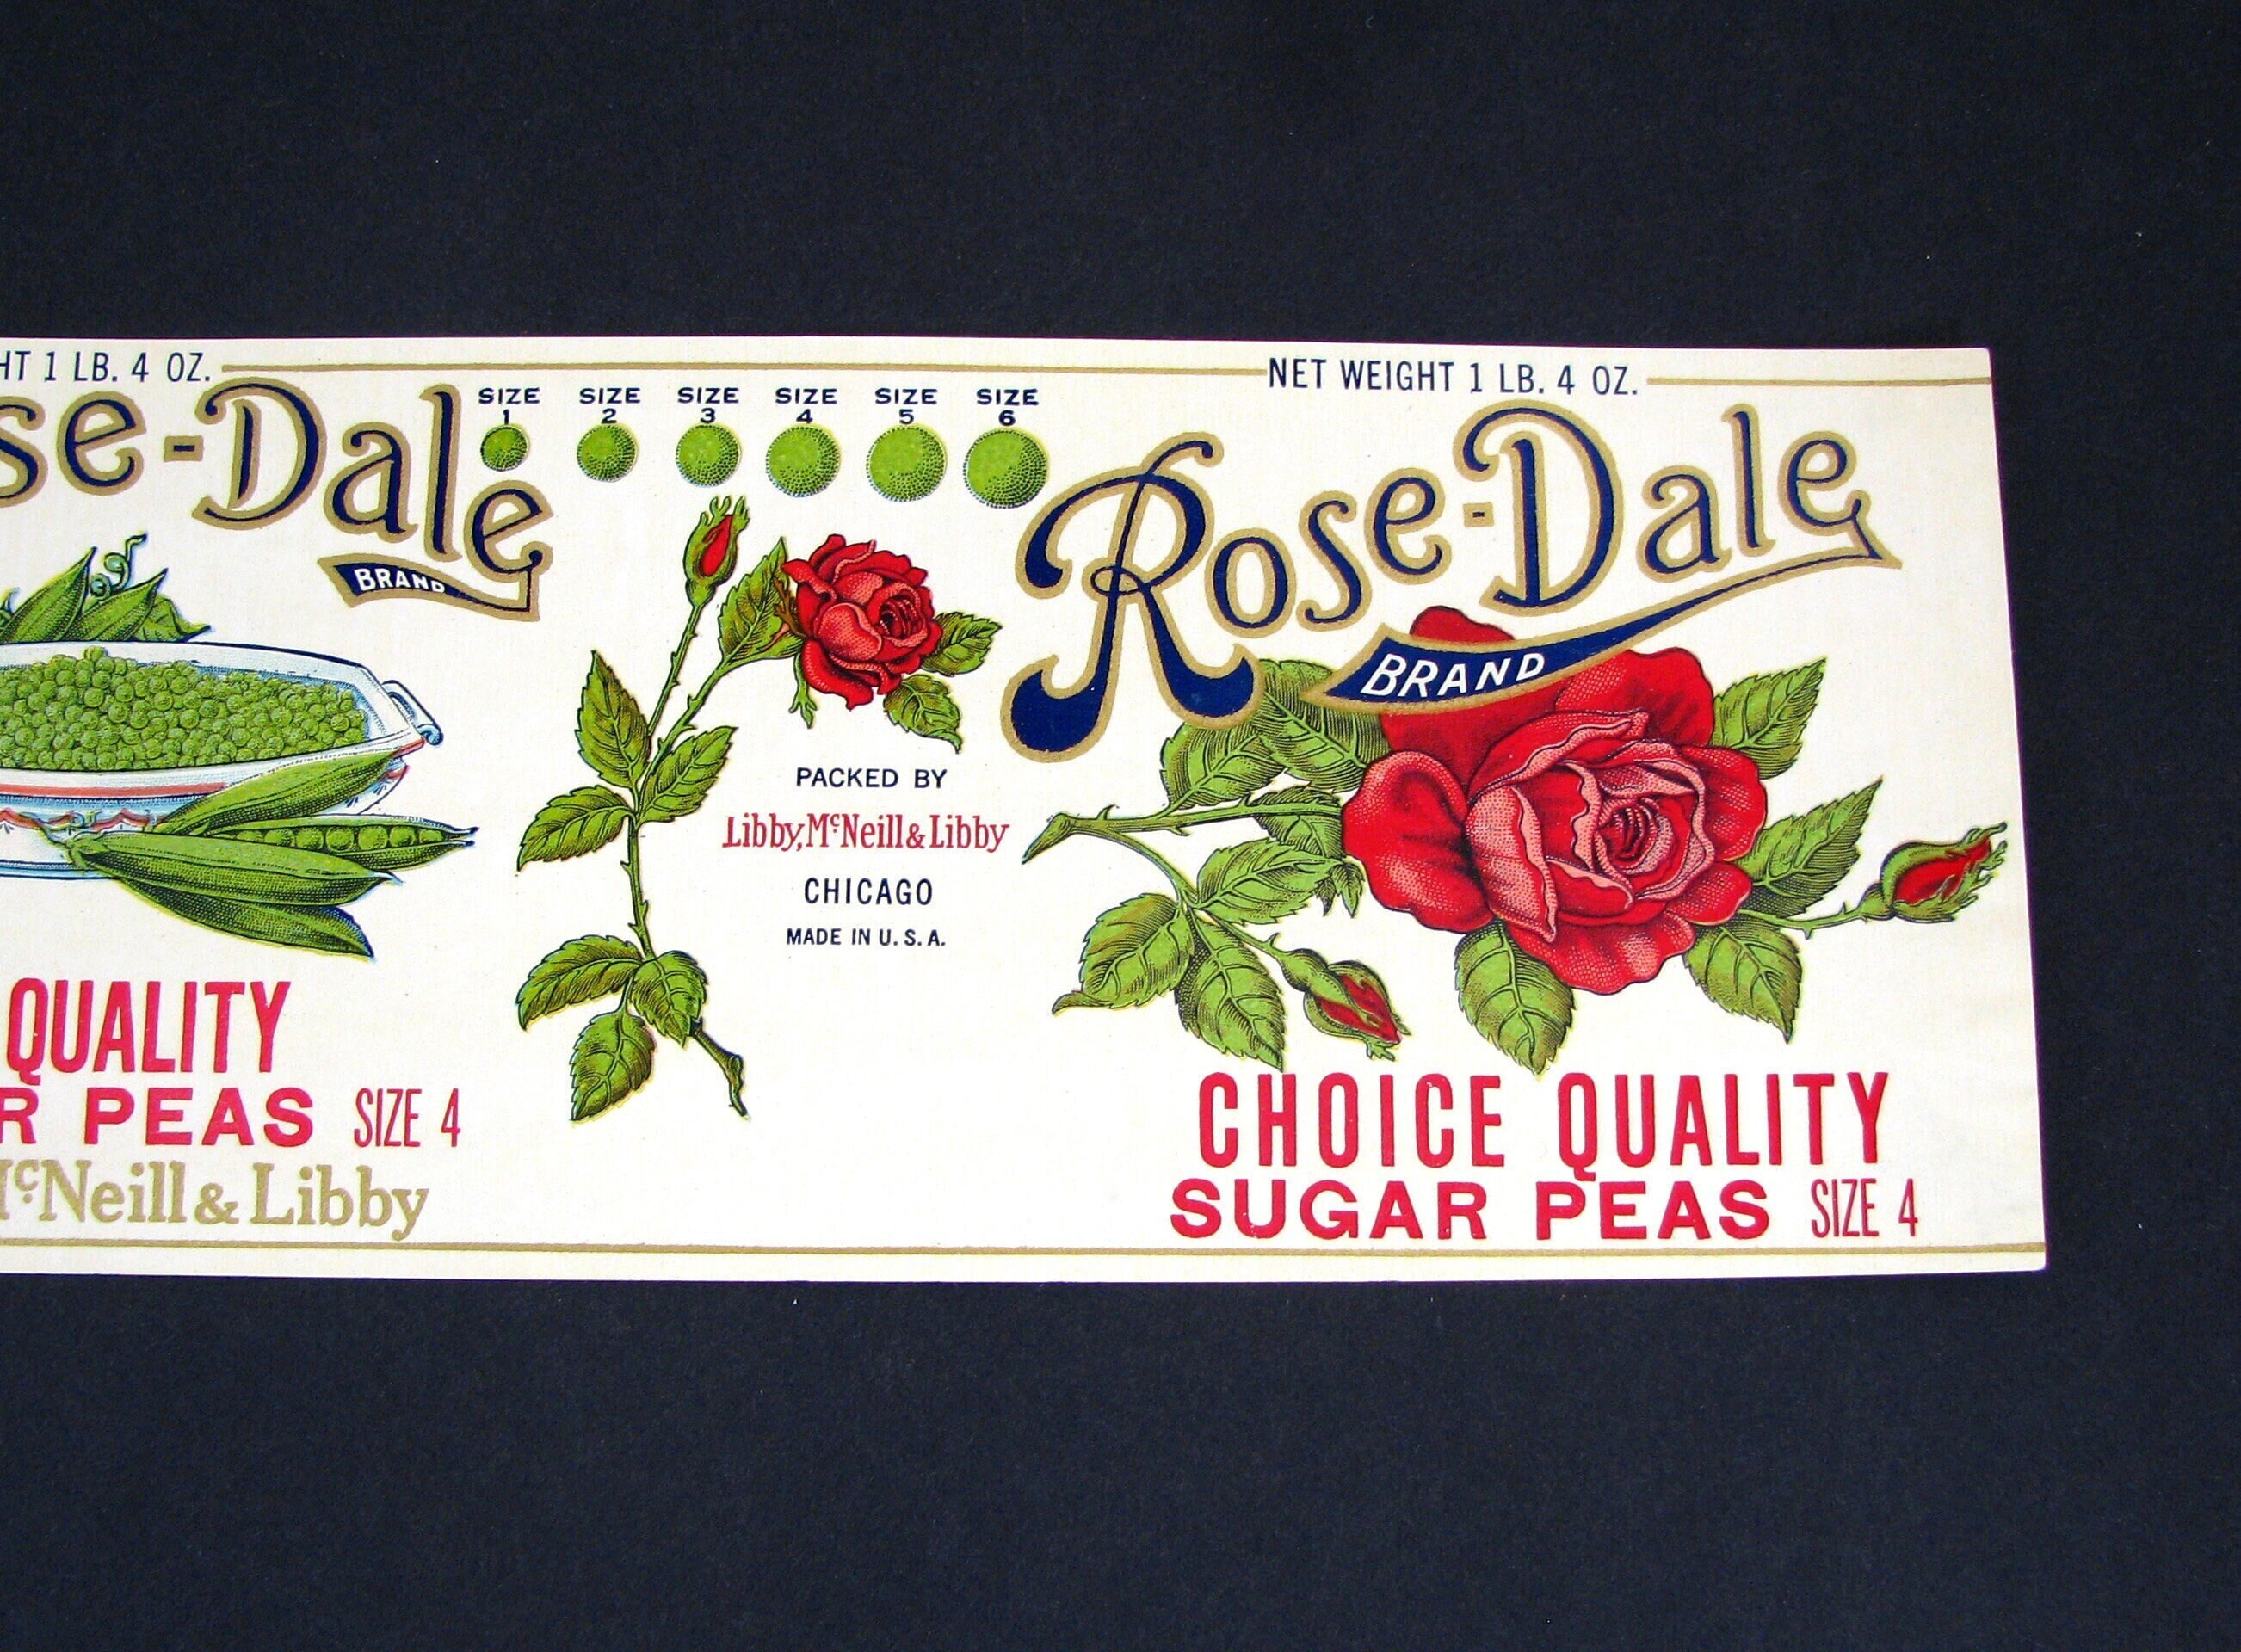 HT 1 LB. 4 OZ.
se-Dale
BRAND
QUALITY
R PEAS SIZE 4
McNeill & Libby
SIZE 1
SIZE 2
SIZE 3
SIZE 4
SIZE 5
SIZE 6
PACKED BY
Libby, McNeill & Libby
CHICAGO
MADE IN U.S.A.
NET WEIGHT 1 LB. 4 OZ.
Rose-Dale
BRAND
CHOICE QUALITY
SUGAR PEAS SIZE 4